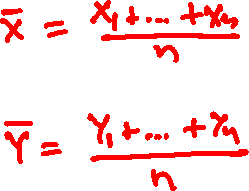 X̄ = (X₁ + ... + Xₙ) / n
Ȳ = (Y₁ + ... + Yₙ) / n